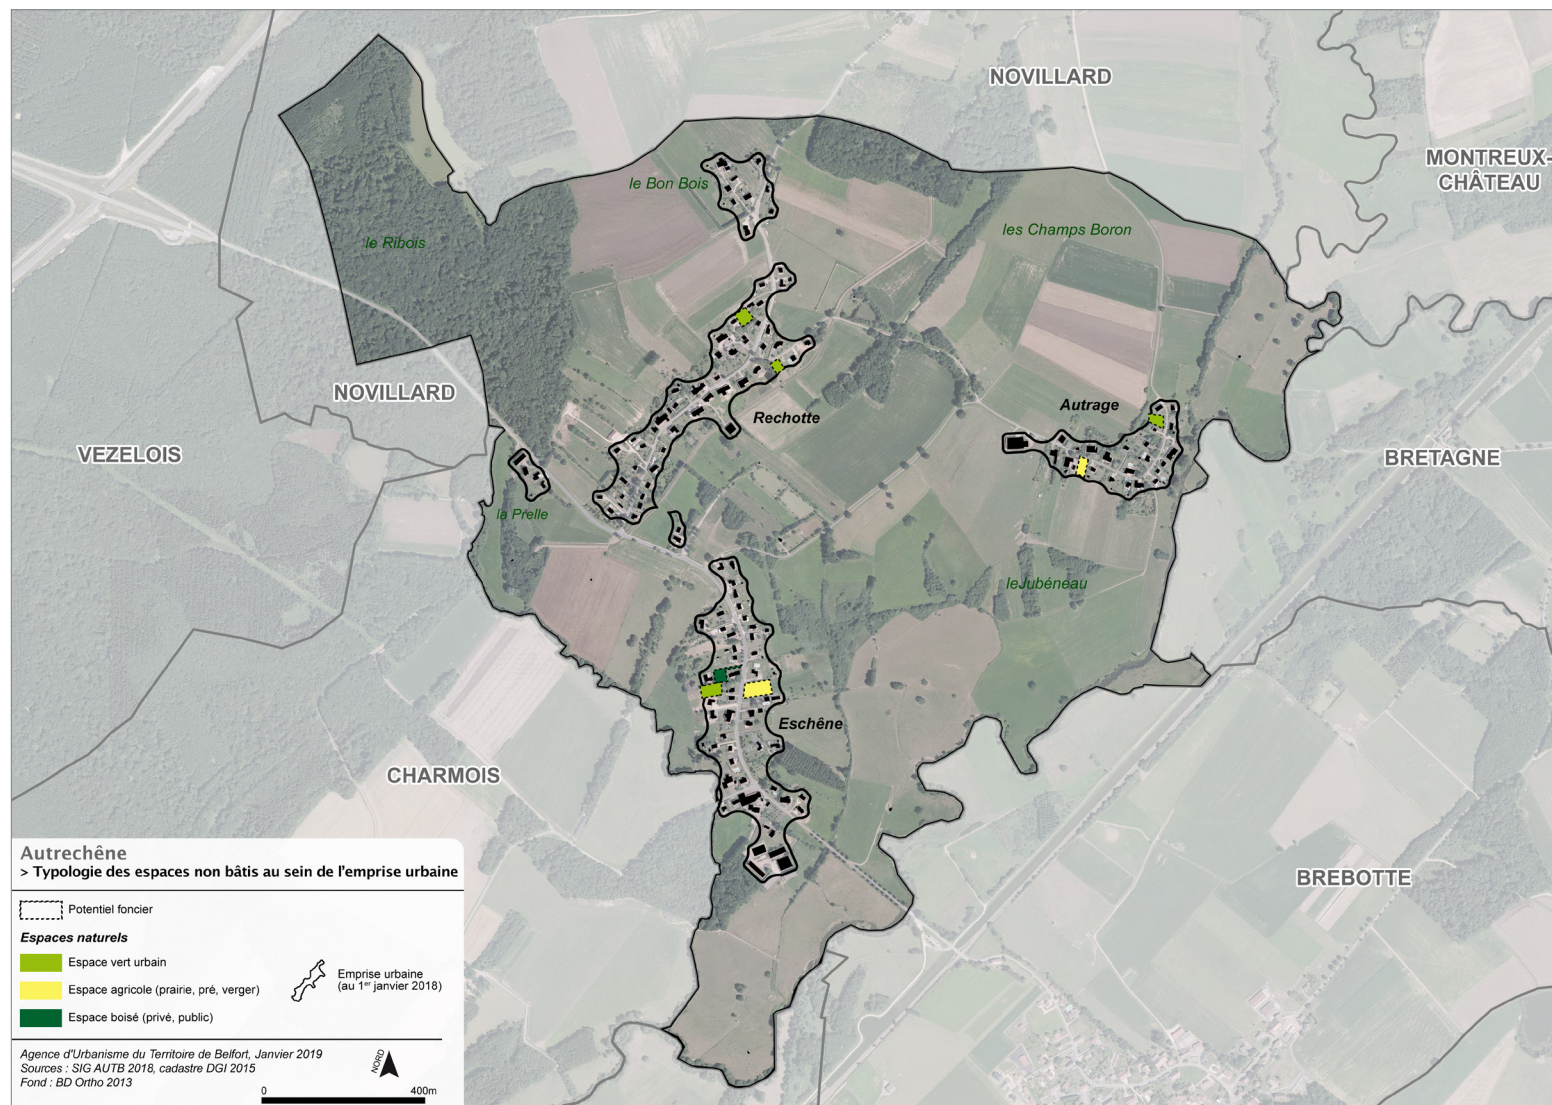 NOVILLARD
MONTREUX-
CHÂTEAU
le Bon Bois
les Champs Boron
le Ribois
NOVILLARD
Autrage
Rechotte
VEZELOIS
BRETAGNE
la Prelle
leJubéneau
Eschêne
CHARMOIS
BREBOTTE
Autrechêne
> Typologie des espaces non bâtis au sein de l'emprise urbaine
Potentiel foncier
Espaces naturels
Espace vert urbain
Espace agricole (prairie, pré, verger)
Espace boisé (privé, public)
Emprise urbaine
(au 1er janvier 2018)
Agence d'Urbanisme du Territoire de Belfort, Janvier 2019
Sources : SIG AUTB 2018, cadastre DGI 2015
Fond : BD Ortho 2013
NORD
0 400m